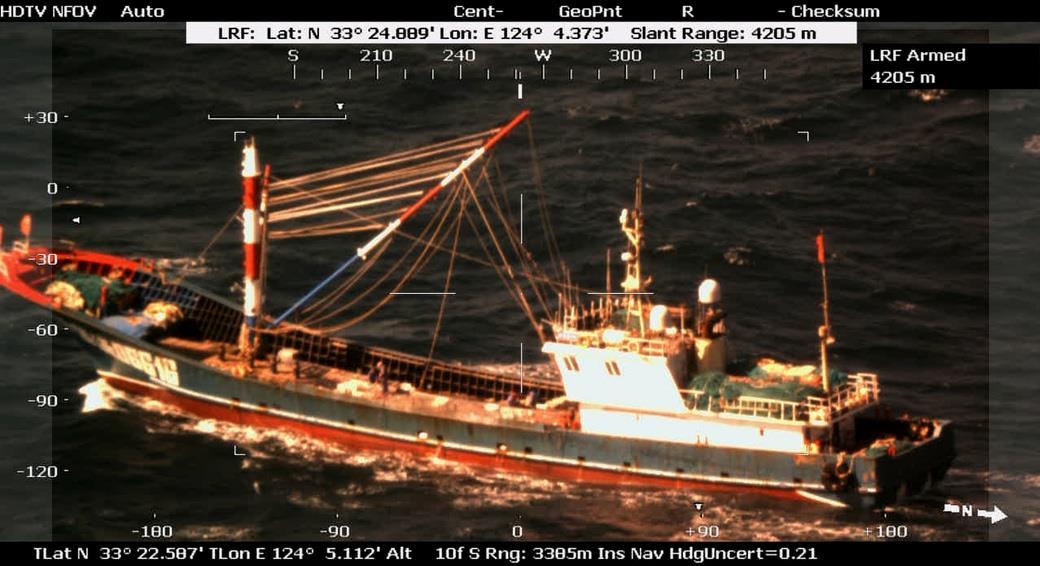 HDTV NFOV Auto Cent- GeoPnt R - Checksum
LRF: Lat: N 33° 24.889' Lon: E 124° 4.373' Slant Range: 4205 m
LRF Armed
4205 m
S 210 240 W 300 330
+30
0
-30
-60
-90
-120
-180 -90 0 +90 +180
N
TLat N 33° 22.507' TLon E 124° 5.112' Alt 10f S Rng: 3385m Ins Nav HdgUncert=0.21